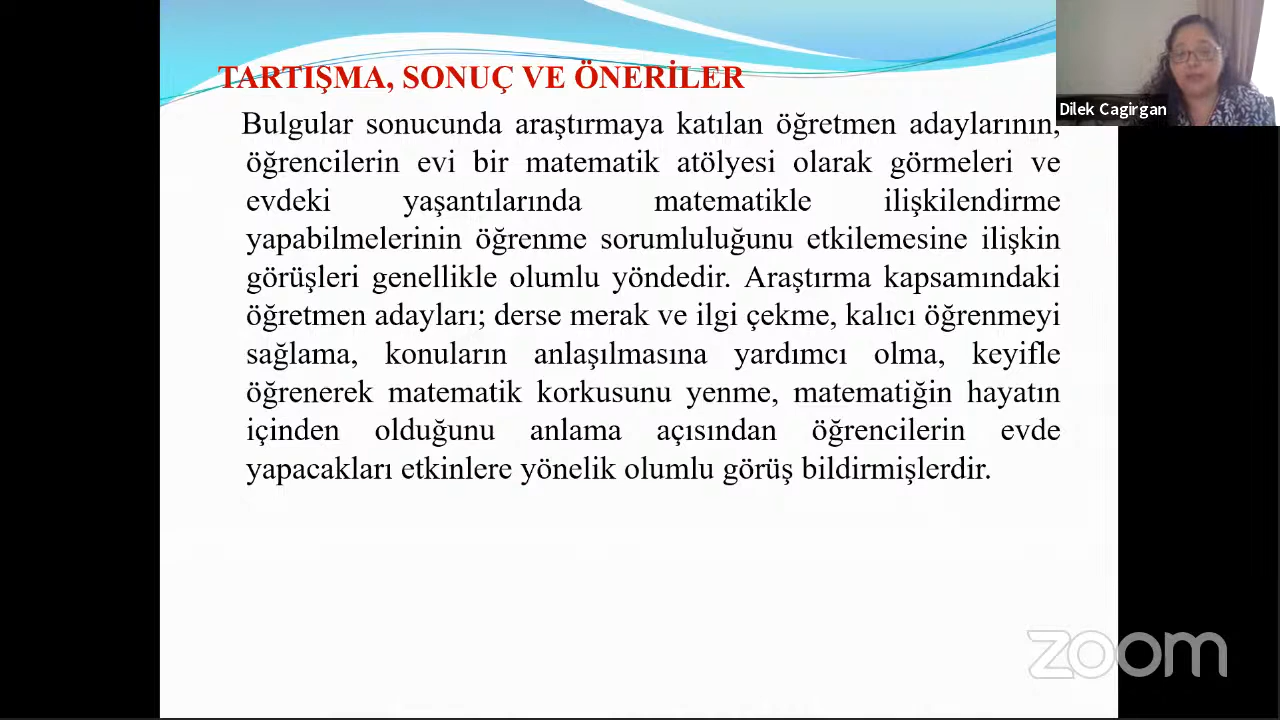 TARTIŞMA, SONUÇ VE ÖNERİLER
Dilek Cagirgan
Bulgular sonucunda araştırmaya katılan öğretmen adaylarının,
öğrencilerin evi bir matematik atölyesi olarak görmeleri ve
evdeki yaşantılarında matematikle ilişkilendirme
yapabilmelerinin öğrenme sorumluluğunu etkilemesine ilişkin
görüşleri genellikle olumlu yöndedir. Araştırma kapsamındaki
öğretmen adayları; derse merak ve ilgi çekme, kalıcı öğrenmeyi
sağlama, konuların anlaşılmasına yardımcı olma, keyifle
öğrenerek matematik korkusunu yenme, matematiğin hayatın
içinden olduğunu anlama açısından öğrencilerin evde
yapacakları etkinlere yönelik olumlu görüş bildirmişlerdir.
zoom